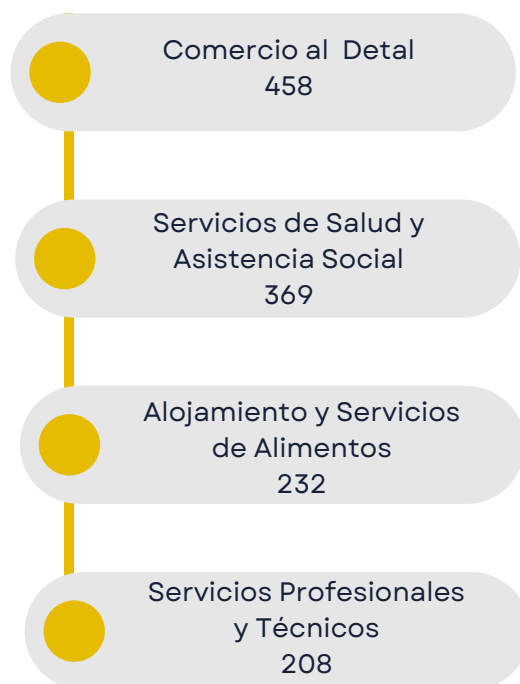 Comercio al Detal
458
Servicios de Salud y
Asistencia Social
369
Alojamiento y Servicios
de Alimentos
232
Servicios Profesionales
y Técnicos
208